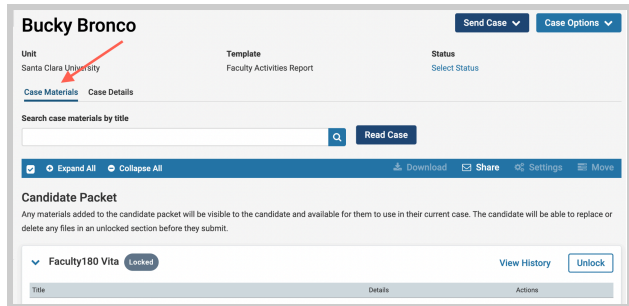 Bucky Bronco
Send Case
Case Options
Unit
Template
Status
Santa Clara University
Faculty Activities Report
Select Status
Case Materials
Case Details
Search case materials by title
Read Case
Expand All
Collapse All
Download
Share
Settings
Move
Candidate Packet
Any materials added to the candidate packet will be visible to the candidate and available for them to use in their current case. The candidate will be able to replace or
delete any files in an unlocked section before they submit.
Faculty180 Vita
Locked
View History
Unlock
Title
Details
Actions